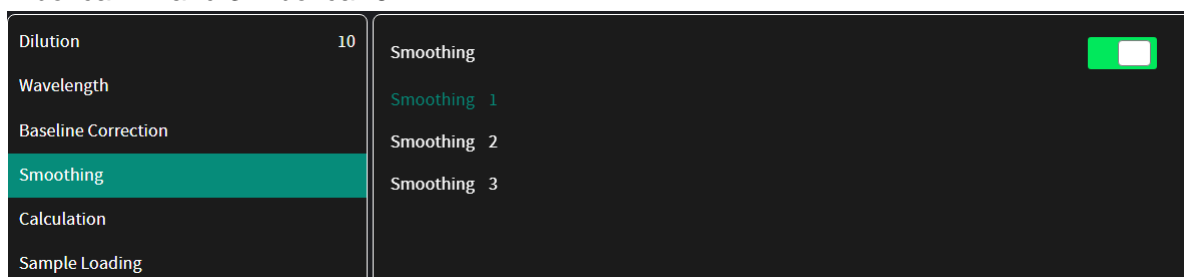 Dilution 10
Wavelength
Baseline Correction
Smoothing
Calculation
Sample Loading
Smoothing
Smoothing 1
Smoothing 2
Smoothing 3